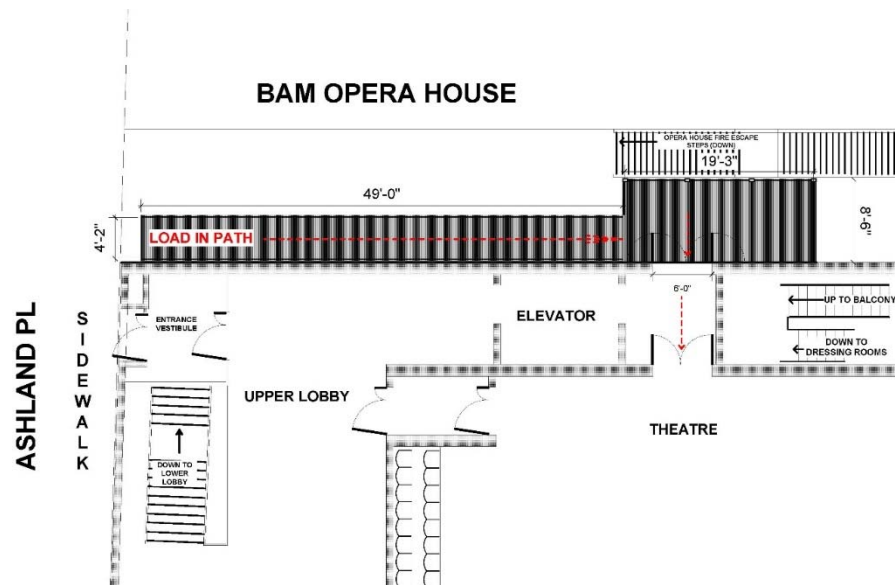 BAM OPERA HOUSE
OPERA HOUSE FIRE ESCAPE
STEPS (DOWN)
19'-3"
49'-0"
4'-2"
LOAD IN PATH
8'-6"
6'-0"
ENTRANCE
VESTIBULE
ELEVATOR
UP TO BALCONY
DOWN TO
DRESSING ROOMS
ASHLAND PL
SIDEWALK
UPPER LOBBY
THEATRE
DOWN TO
LOWER
LOBBY